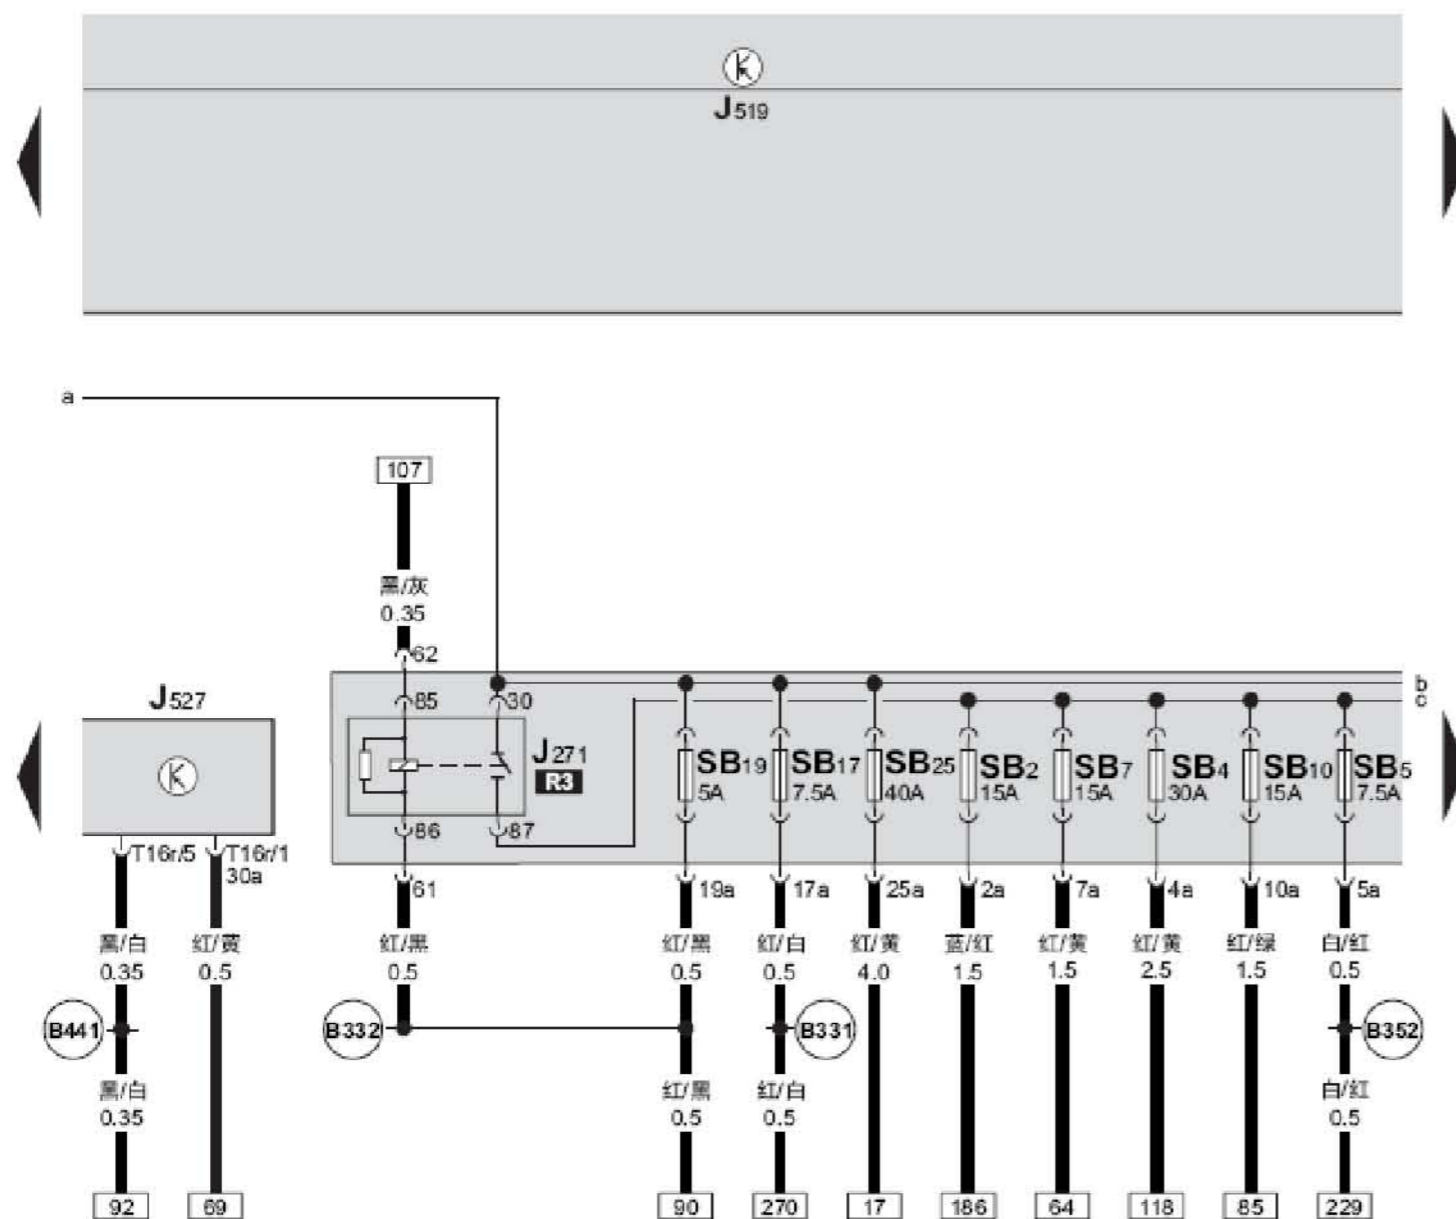 J519
a
107
黑/灰
0.35
62
J527
b
c
85
30
J271
R3
SB19
5A
SB17
7.5A
SB25
40A
SB2
15A
SB7
15A
SB4
30A
SB10
15A
SB5
7.5A
86
87
T16r/5
T16r/1
30a
61
19a
17a
25a
2a
7a
4a
10a
5a
黑/白
0.35
红/黄
0.5
红/黑
0.5
红/黑
0.5
红/白
0.5
红/黄
4.0
蓝/红
1.5
红/黄
1.5
红/黄
2.5
红/绿
1.5
白/红
0.5
B441
B332
B331
B352
黑/白
0.35
红/黑
0.5
红/白
0.5
白/红
0.5
92
69
90
270
17
186
64
118
85
229